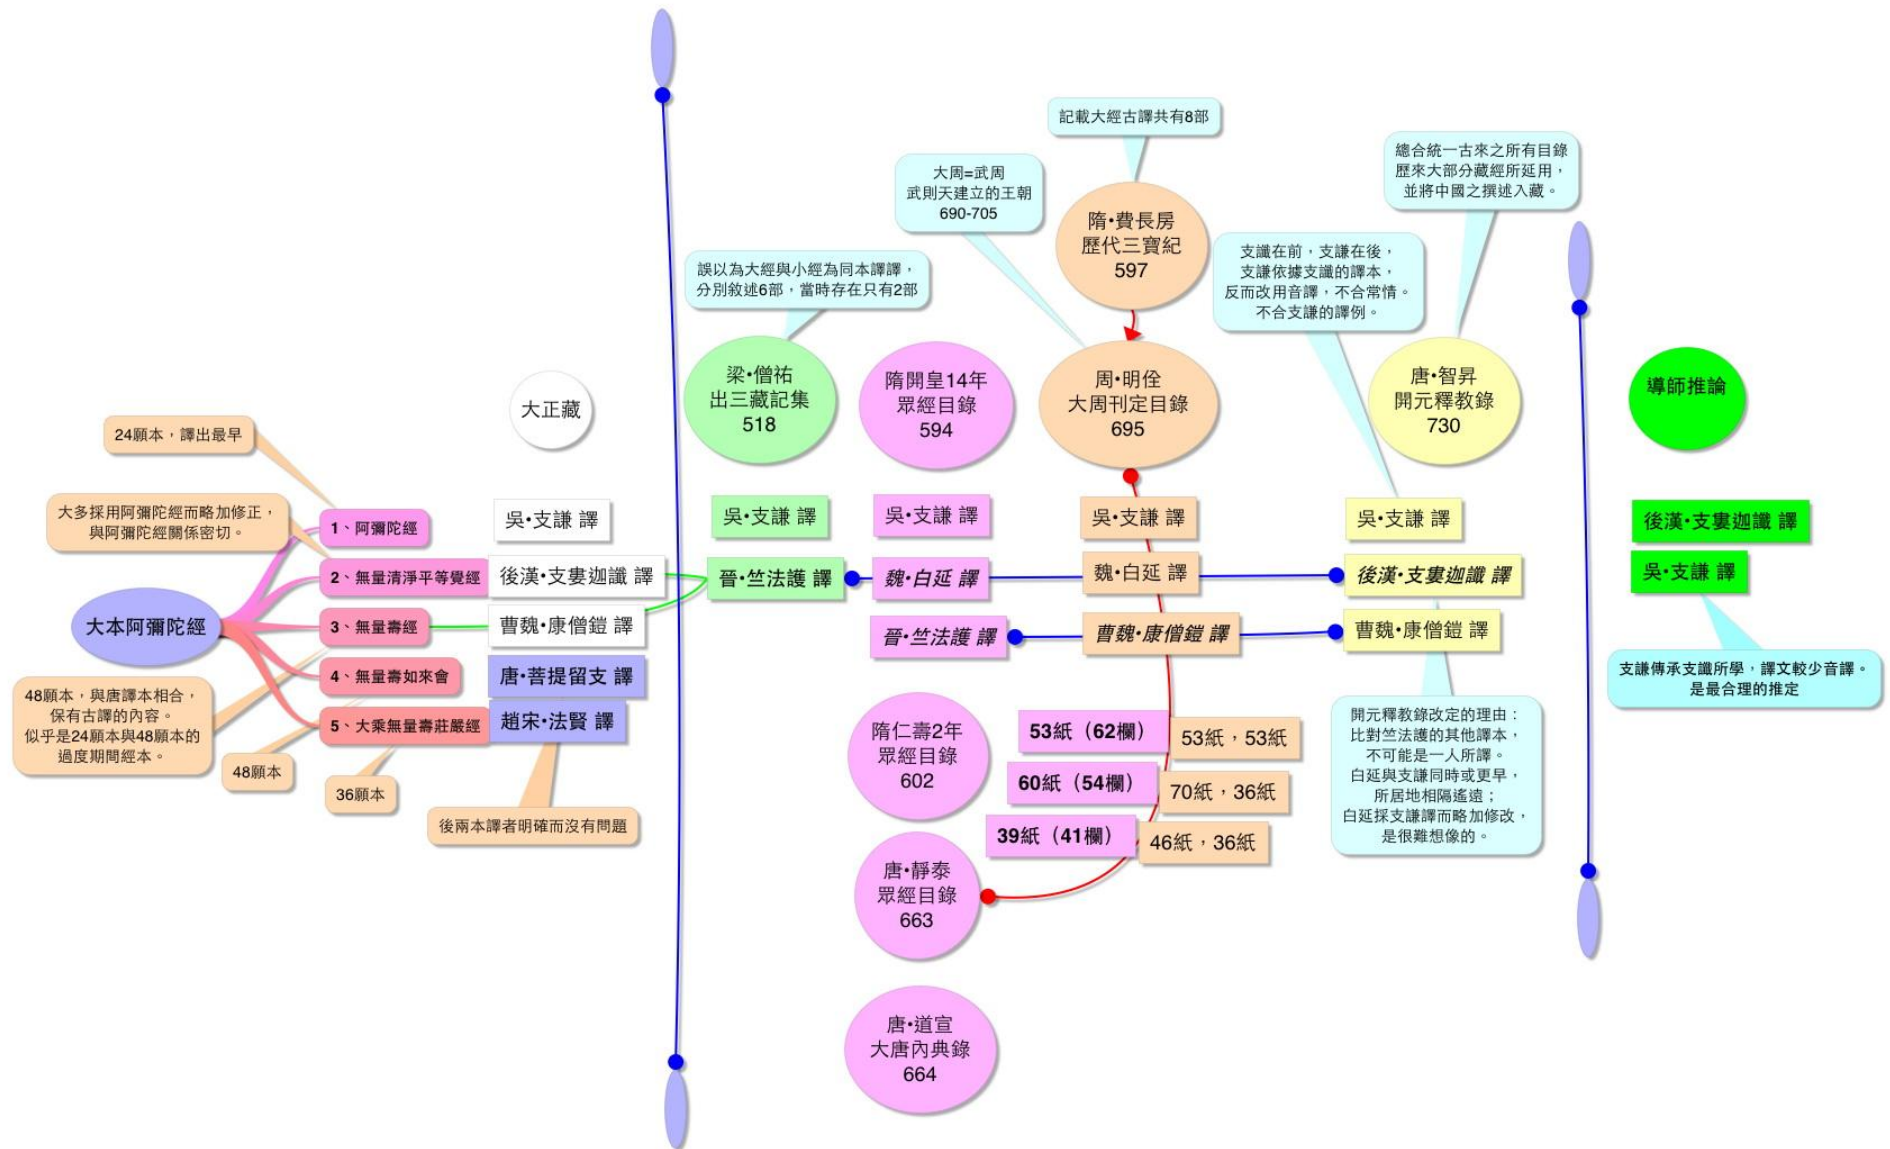 大本阿彌陀經
24願本，譯出最早
大多採用阿彌陀經而略加修正，
與阿彌陀經關係密切。
1、阿彌陀經
2、無量清淨平等覺經
3、無量壽經
4、無量壽如來會
5、大乘無量壽莊嚴經
48願本，與唐譯本相合，
保有古譯的內容。
似乎是24願本與48願本的
過度期間經本。
48願本
36願本
大正藏
吳•支謙 譯
後漢•支婁迦讖 譯
曹魏•康僧鎧 譯
唐•菩提留支 譯
趙宋•法賢 譯
後兩本譯者明確而沒有問題
誤以為大經與小經為同本譯譯，
分別敘述6部，當時存在只有2部
梁•僧祐
出三藏記集
518
吳•支謙 譯
晉•竺法護 譯
隋開皇14年
眾經目錄
594
吳•支謙 譯
魏•白延 譯
晉•竺法護 譯
隋仁壽2年
眾經目錄
602
唐•靜泰
眾經目錄
663
唐•道宣
大唐內典錄
664
53紙（62欄）
60紙（54欄）
39紙（41欄）
記載大經古譯共有8部
大周=武周
武則天建立的王朝
690-705
隋•費長房
歷代三寶紀
597
周•明佺
大周刊定目錄
695
吳•支謙 譯
魏•白延 譯
曹魏•康僧鎧 譯
53紙，53紙
70紙，36紙
46紙，36紙
總合統一古來之所有目錄
歷來大部分藏經所延用，
並將中國之撰述入藏。
支讖在前，支謙在後，
支謙依據支讖的譯本，
反而改用音譯，不合常情。
不合支謙的譯例。
唐•智昇
開元釋教錄
730
吳•支謙 譯
後漢•支婁迦讖 譯
曹魏•康僧鎧 譯
開元釋教錄改定的理由：
比對竺法護的其他譯本，
不可能是一人所譯。
白延與支謙同時或更早，
所居地相隔遙遠；
白延採支謙譯而略加修改，
是很難想像的。
導師推論
後漢•支婁迦讖 譯
吳•支謙 譯
支謙傳承支讖所學，譯文較少音譯。
是最合理的推定